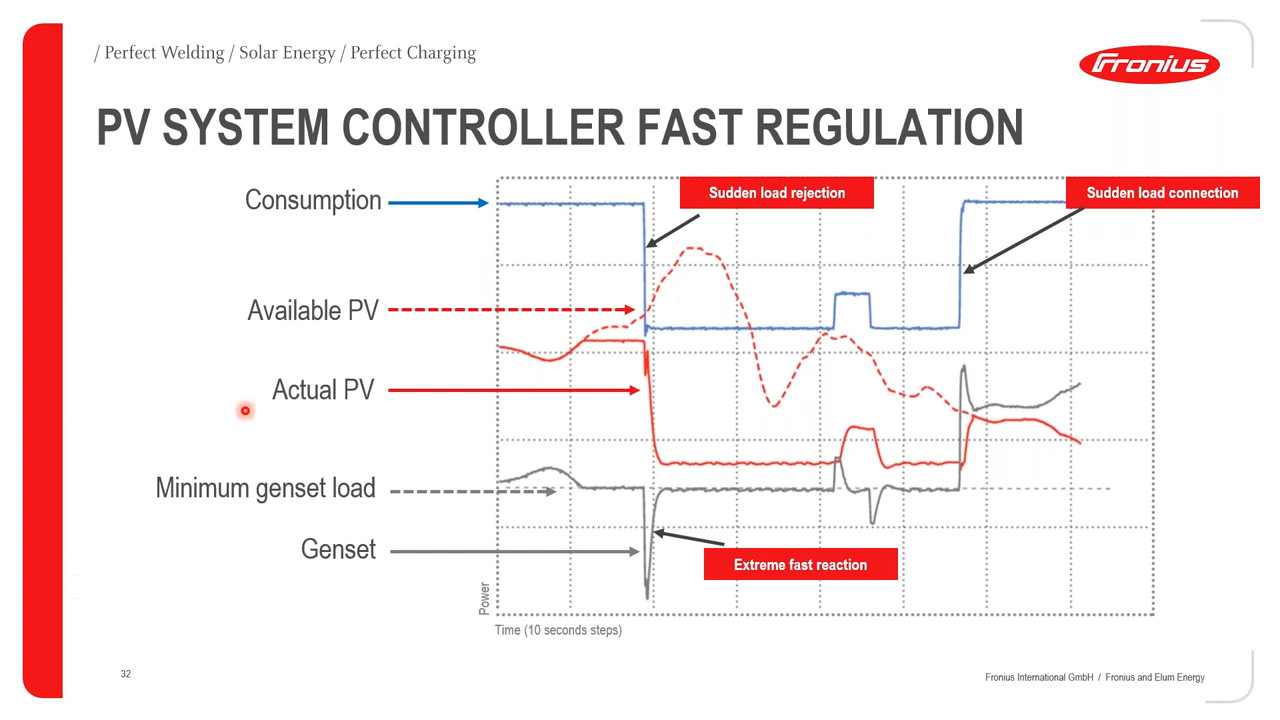 / Perfect Welding / Solar Energy / Perfect Charging
Fronius
PV SYSTEM CONTROLLER FAST REGULATION
Consumption
Sudden load rejection
Sudden load connection
Available PV
Actual PV
Minimum genset load
Genset
Extreme fast reaction
Power
Time (10 seconds steps)
32
Fronius International GmbH / Fronius and Elum Energy